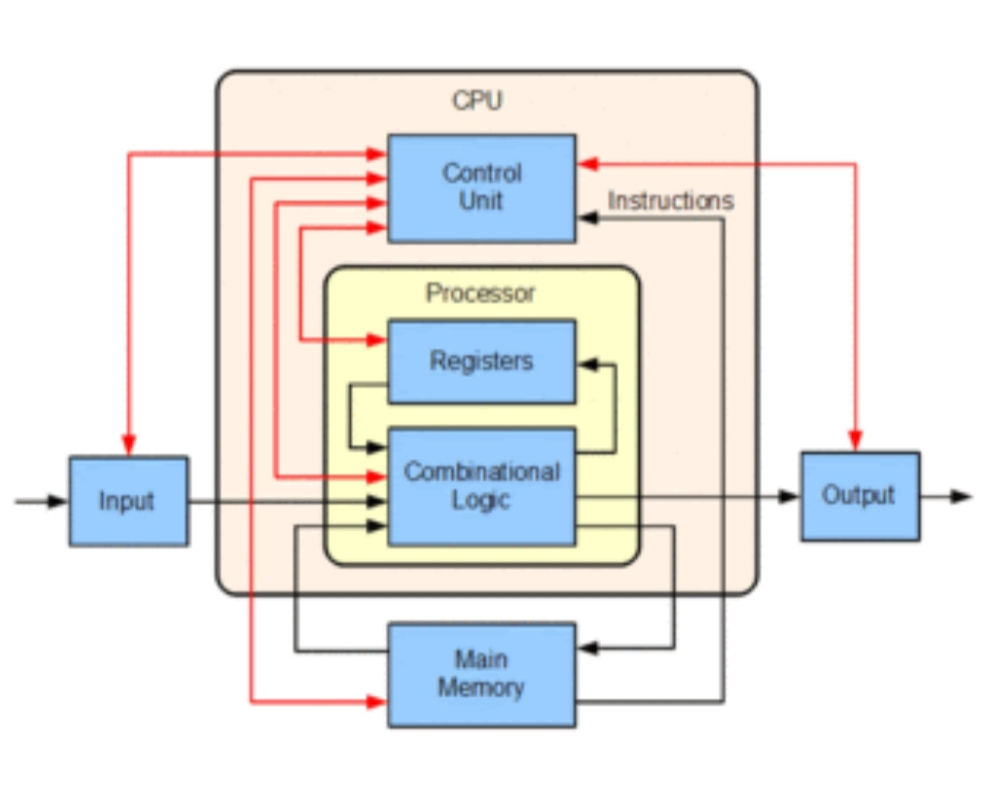 CPU
Control
Unit
Instructions
Processor
Registers
Combinational
Logic
Input
Output
Main
Memory